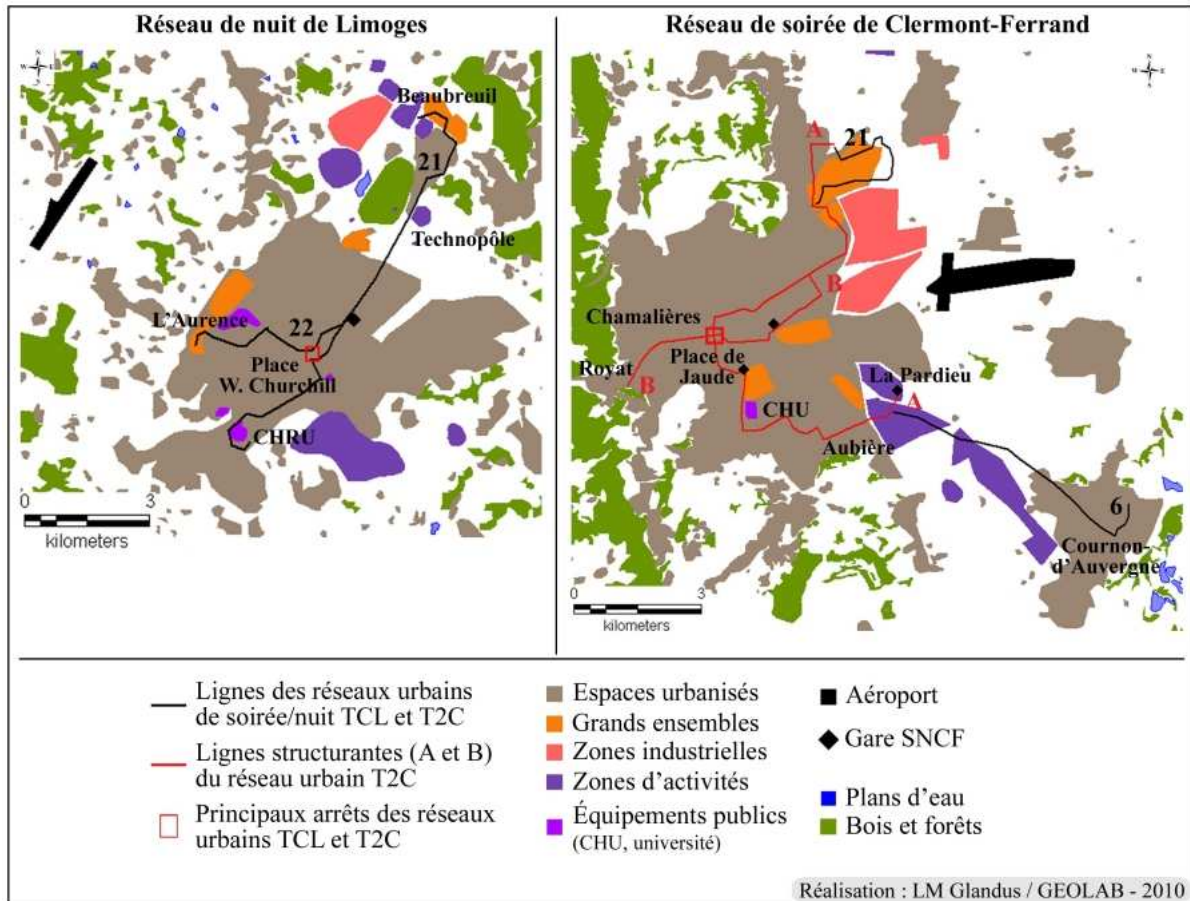 Réseau de nuit de Limoges
Beaubreuil
21
Technopôle
L'Aurence
22
Place
W. Churchill
CHRU
0 3
kilometers
Réseau de soirée de Clermont-Ferrand
A
21
B
Chamalières
Royat
B
Place de
Jaude
La Pardieu
CHU
A
Aubière
6
Cournon-
d'Auvergne
0 3
kilometers
Lignes des réseaux urbains
de soirée/nuit TCL et T2C
Lignes structurantes (A et B)
du réseau urbain T2C
Principaux arrêts des réseaux
urbains TCL et T2C
Espaces urbanisés
Grands ensembles
Zones industrielles
Zones d'activités
Équipements publics
(CHU, université)
Aéroport
Gare SNCF
Plans d'eau
Bois et forêts
Réalisation : LM Glandus / GEOLAB - 2010